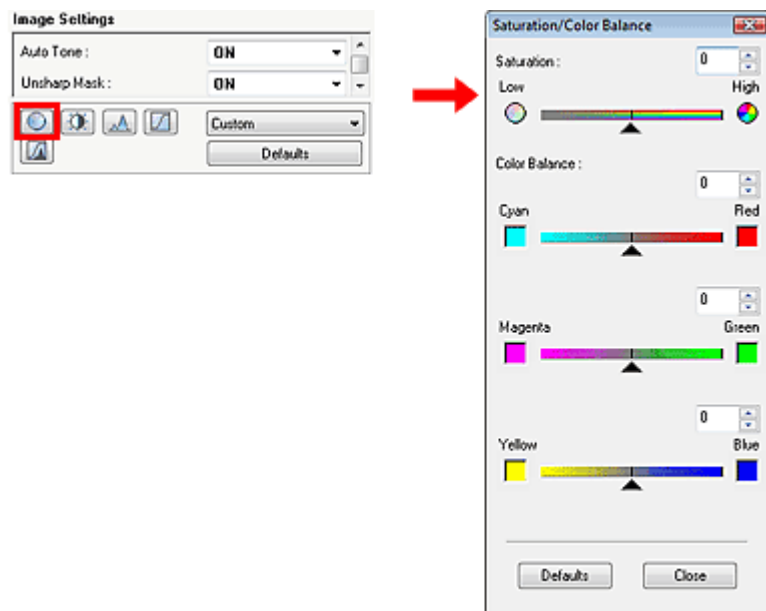 Image Settings
Auto Tone : ON
Unsharp Mask : ON
Custom
Defaults
Saturation/Color Balance
Saturation : 0
Low High
Color Balance :
0
Cyan Red
0
Magenta Green
0
Yellow Blue
Defaults Close